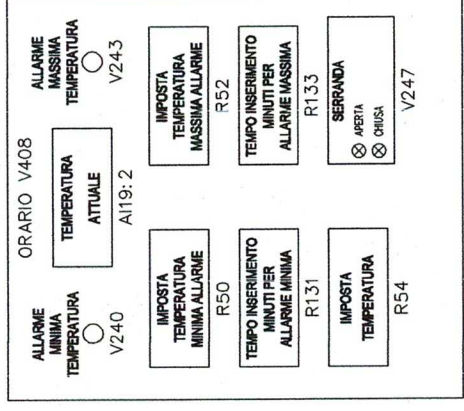 ORARIO V408
ALLARME
MINIMA
TEMPERATURA
V240
TEMPERATURA
ATTUALE
AI19:2
ALLARME
MASSIMA
TEMPERATURA
V243
IMPOSTA
TEMPERATURA
MINIMA ALLARME
R50
IMPOSTA
TEMPERATURA
MASSIMA ALLARME
R52
TEMPO INSERIMENTO
MINUTI PER
ALLARME MINIMA
R131
TEMPO INSERIMENTO
MINUTI PER
ALLARME MASSIMA
R133
IMPOSTA
TEMPERATURA
R54
SERRANDA
APERTA
CHIUSA
V247